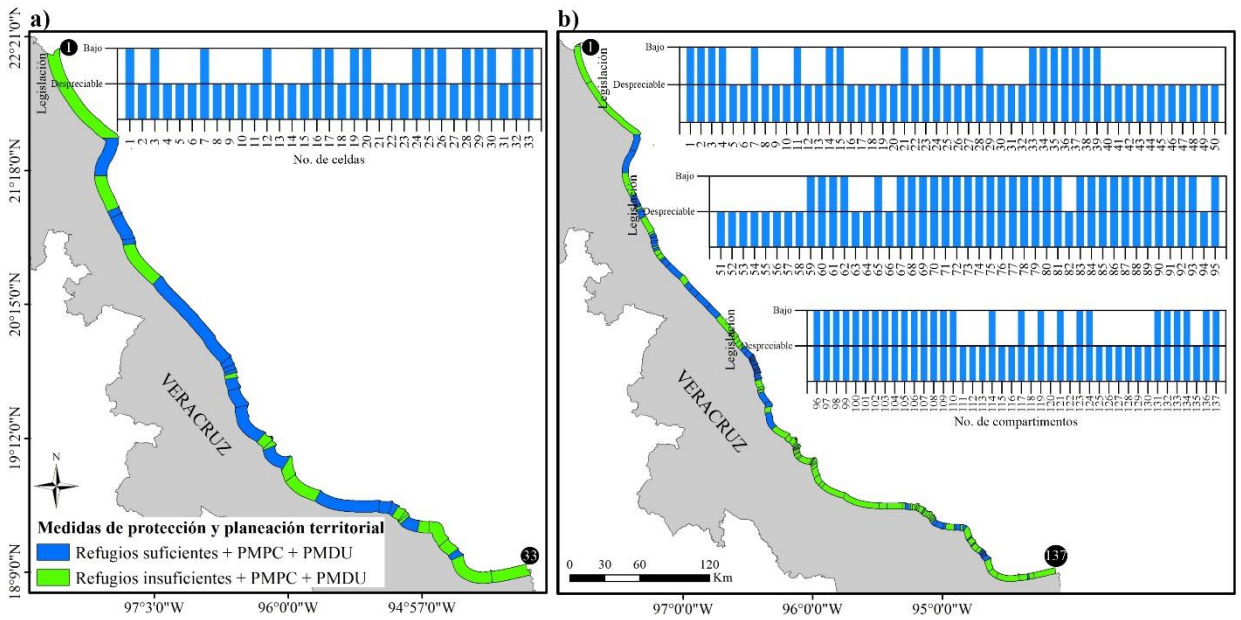 a)
22°21'0"N
21°18'0"N
20°15'0"N
19°12'0"N
18°9'0"N
1
Legislación
Bajo
Despreciable
1 2 3 4 5 6 7 8 9 10 11 12 13 14 15 16 17 18 19 20 21 22 23 24 25 26 27 28 29 30 31 32 33
No. de celdas
VERACRUZ
N
Medidas de protección y planeación territorial
Refugios suficientes + PMPC + PMDU
Refugios insuficientes + PMPC + PMDU
33
97°3'0"W 96°0'0"W 94°57'0"W
b)
1
Legislación
Bajo
Despreciable
1 2 3 4 5 6 7 8 9 10 11 12 13 14 15 16 17 18 19 20 21 22 23 24 25 26 27 28 29 30 31 32 33 34 35 36 37 38 39 40 41 42 43 44 45 46 47 48 49 50
Legislación
Bajo
Despreciable
51 52 53 54 55 56 57 58 59 60 61 62 63 64 65 66 67 68 69 70 71 72 73 74 75 76 77 78 79 80 81 82 83 84 85 86 87 88 89 90 91 92 93 94 95
Legislación
Bajo
Despreciable
96 97 98 99 100 101 102 103 104 105 106 107 108 109 110 111 112 113 114 115 116 117 118 119 120 121 122 123 124 125 126 127 128 129 130 131 132 133 134 135 136 137
No. de compartimentos
VERACRUZ
137
0 30 60 120
Km
97°0'0"W 96°0'0"W 95°0'0"W